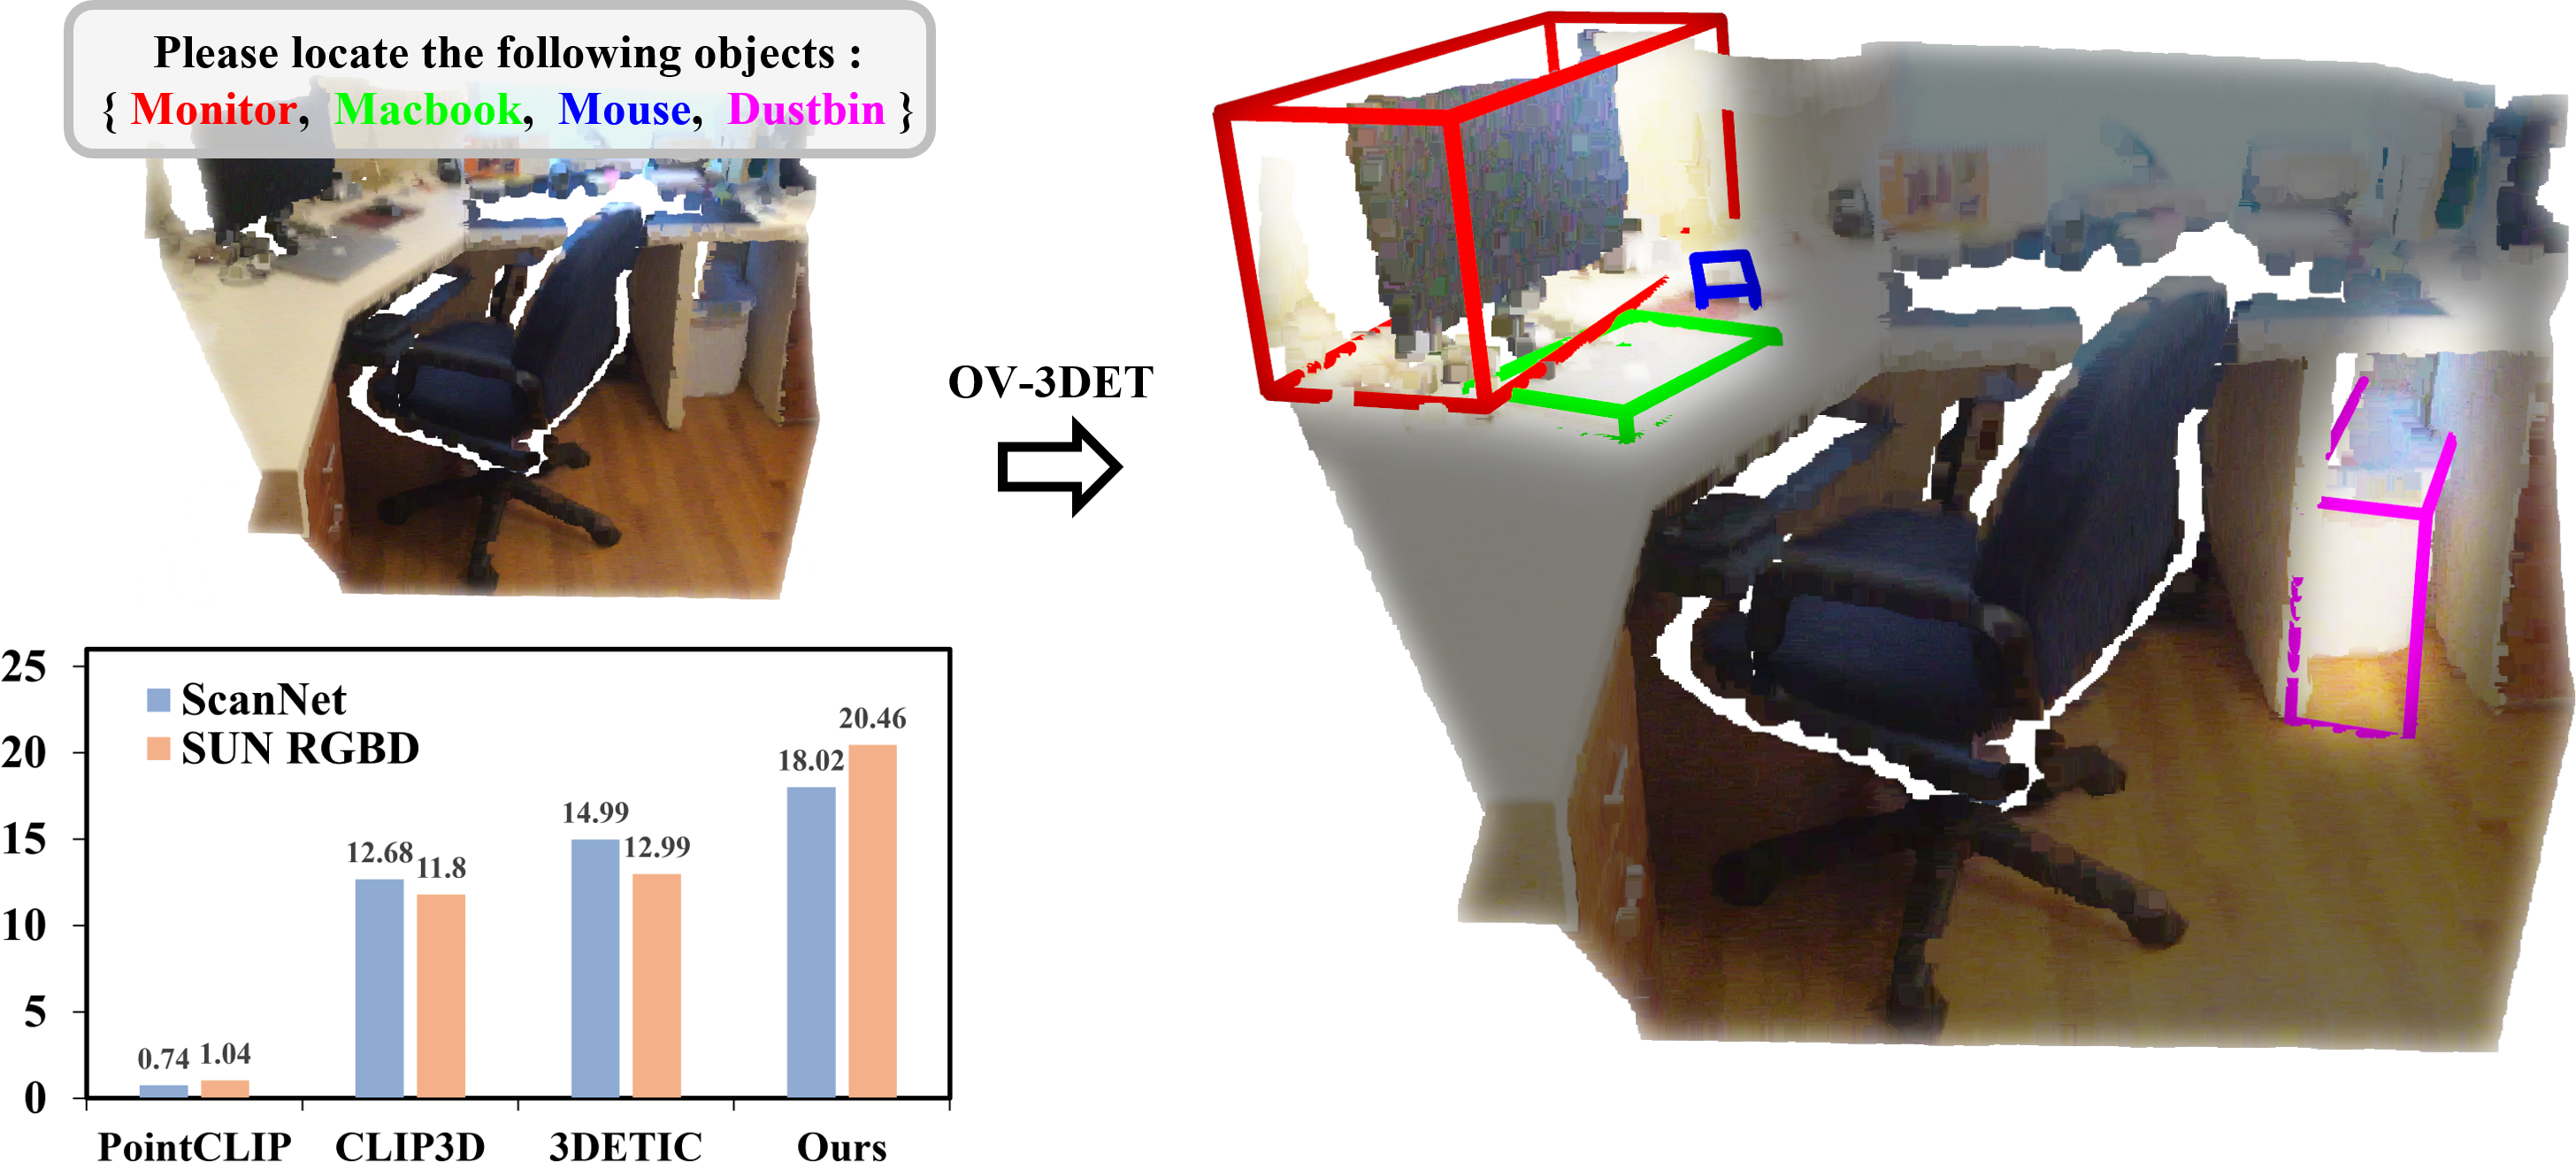 Please locate the following objects :
{ Monitor, Macbook, Mouse, Dustbin }
OV-3DET
25
20
15
10
5
0
ScanNet
SUN RGBD
0.74
1.04
12.68
11.8
14.99
12.99
18.02
20.46
PointCLIP
CLIP3D
3DETIC
Ours